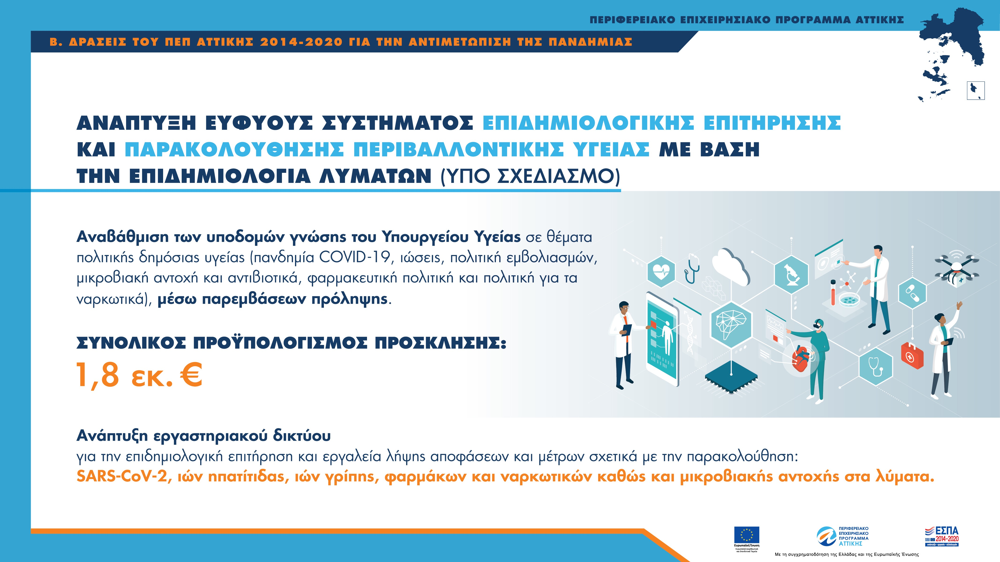 ΠΕΡΙΦΕΡΕΙΑΚΟ ΕΠΙΧΕΙΡΗΣΙΑΚΟ ΠΡΟΓΡΑΜΜΑ ΑΤΤΙΚΗΣ
Β. ΔΡΑΣΕΙΣ ΤΟΥ ΠΕΠ ΑΤΤΙΚΗΣ 2014-2020 ΓΙΑ ΤΗΝ ΑΝΤΙΜΕΤΩΠΙΣΗ ΤΗΣ ΠΑΝΔΗΜΙΑΣ
ΑΝΑΠΤΥΞΗ ΕΥΦΥΟΥΣ ΣΥΣΤΗΜΑΤΟΣ ΕΠΙΔΗΜΙΟΛΟΓΙΚΗΣ ΕΠΙΤΗΡΗΣΗΣ
ΚΑΙ ΠΑΡΑΚΟΛΟΥΘΗΣΗΣ ΠΕΡΙΒΑΛΛΟΝΤΙΚΗΣ ΥΓΕΙΑΣ ΜΕ ΒΑΣΗ
ΤΗΝ ΕΠΙΔΗΜΙΟΛΟΓΙΑ ΛΥΜΑΤΩΝ (ΥΠΟ ΣΧΕΔΙΑΣΜΟ)
Αναβάθμιση των υποδομών γνώσης του Υπουργείου Υγείας σε θέματα
πολιτικής δημόσιας υγείας (πανδημία COVID-19, ιώσεις, πολιτική εμβολιασμών,
μικροβιακή αντοχή και αντιβιοτικά, φαρμακευτική πολιτική και πολιτική για τα
ναρκωτικά), μέσω παρεμβάσεων πρόληψης.
ΣΥΝΟΛΙΚΟΣ ΠΡΟΫΠΟΛΟΓΙΣΜΟΣ ΠΡΟΣΚΛΗΣΗΣ:
1,8 εκ. €
Ανάπτυξη εργαστηριακού δικτύου
για την επιδημιολογική επιτήρηση και εργαλεία λήψης αποφάσεων και μέτρων σχετικά με την παρακολούθηση:
SARS-CoV-2, ιών ηπατίτιδας, ιών γρίπης, φαρμάκων και ναρκωτικών καθώς και μικροβιακής αντοχής στα λύματα.
Ευρωπαϊκή Ένωση
Ευρωπαϊκά Διαρθρωτικά
και Επενδυτικά Ταμεία
ΠΕΡΙΦΕΡΕΙΑΚΟ
ΕΠΙΧΕΙΡΗΣΙΑΚΟ
ΠΡΟΓΡΑΜΜΑ
ΑΤΤΙΚΗΣ
ΕΣΠΑ
2014-2020
ανάπτυξη - εργασία - αλληλεγγύη
Με τη συγχρηματοδότηση της Ελλάδας και της Ευρωπαϊκής Ένωσης